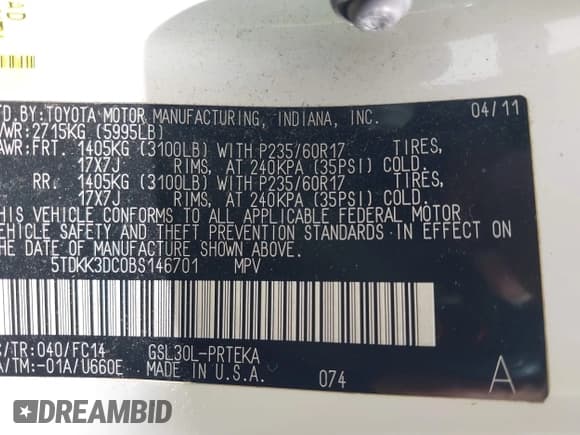 TD.BY:TOYOTA MOTOR MANUFACTURING, INDIANA, INC. 04/11
WR:2715KG (5995LB)
AWR:FRT. 1405KG (3100LB) WITH P235/60R17 TIRES,
17X7J RIMS, AT 240KPA (35PSI) COLD.
RR. 1405KG (3100LB) WITH P235/60R17 TIRES,
17X7J RIMS, AT 240KPA (35PSI) COLD.
THIS VEHICLE CONFORMS TO ALL APPLICABLE FEDERAL MOTOR
EHICLE SAFETY AND THEFT PREVENTION STANDARDS IN EFFECT ON
HE DATE OF MANUFACTURE SHOWN ABOVE.
5TDKK3DC0BS146701 MPV
/TR:040/FC14 GSL30L-PRTEKA
A/TM:-01A/U660E MADE IN U.S.A. 074 A
DREAMBID